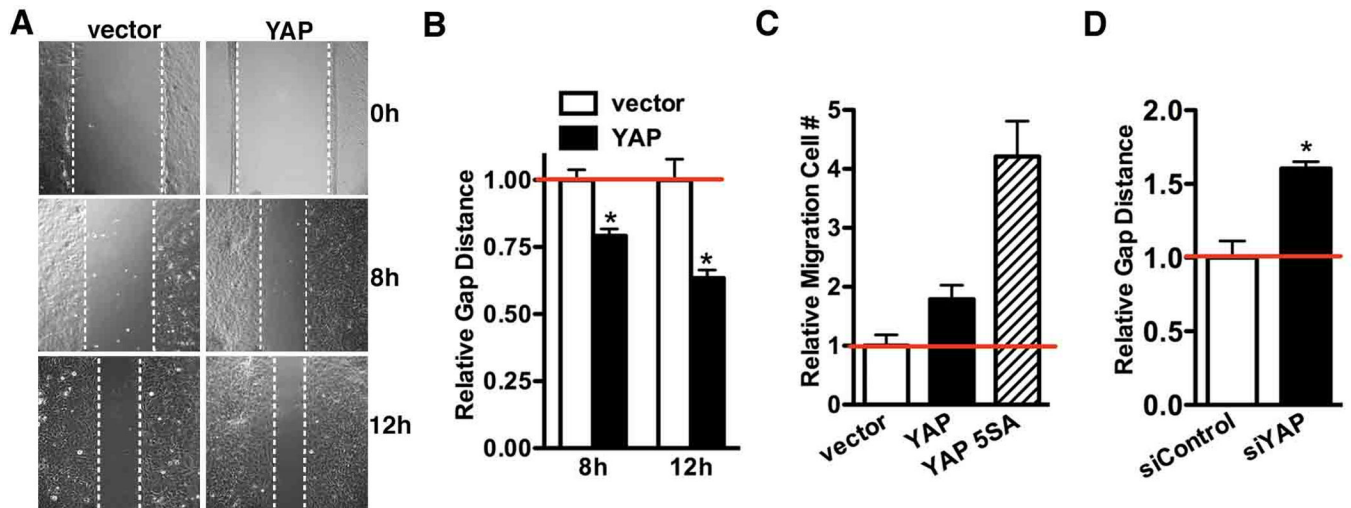 A
vector YAP
0h
8h
12h
B
vector
YAP
Relative Gap Distance
1.00
0.75
0.50
0.25
0.00
*
*
8h 12h
C
Relative Migration Cell #
5
4
3
2
1
0
vector YAP YAP 5SA
D
Relative Gap Distance
2.0
1.5
1.0
0.5
0.0
*
siControl siYAP